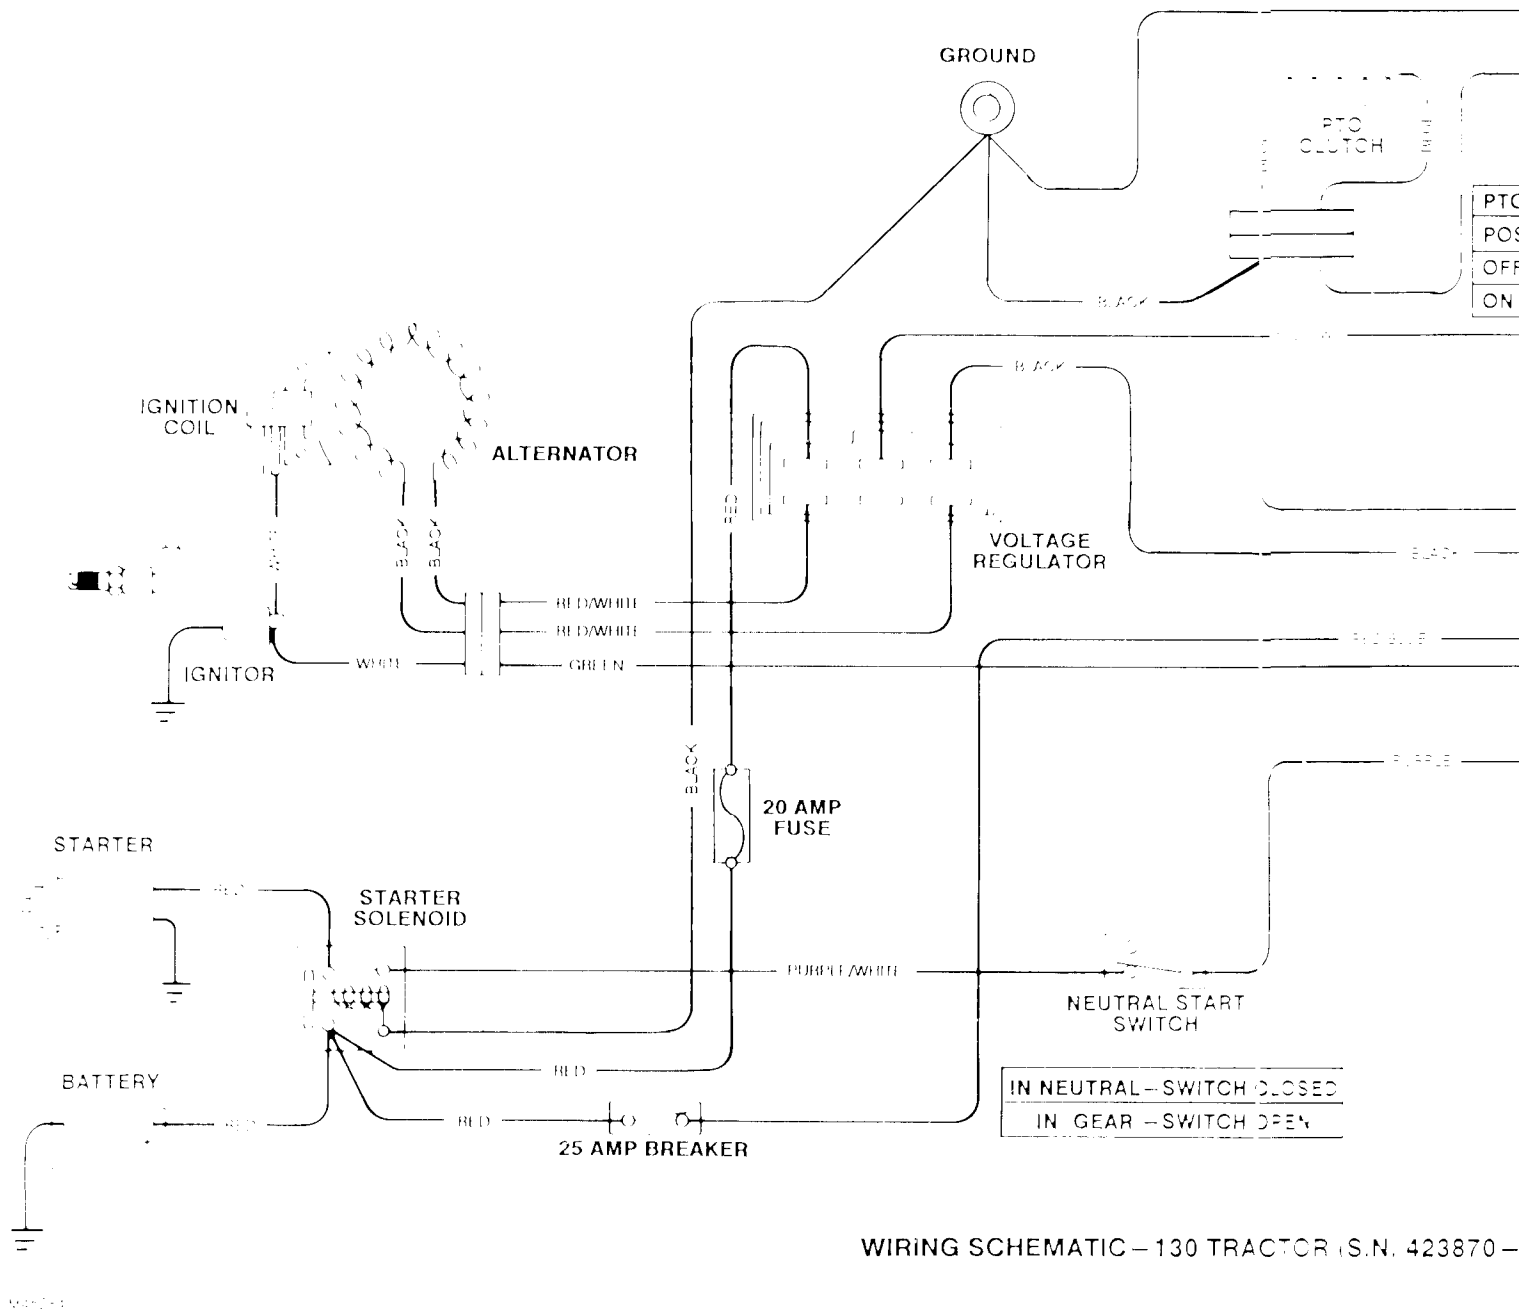 GROUND
PTO
CLUTCH
PTO
POS
OFF
ON
BLACK
BLACK
IGNITION
COIL
ALTERNATOR
RED
BLACK
BLACK
VOLTAGE
REGULATOR
BLACK
RED/WHITE
RED/WHITE
WHITE
GREEN
IGNITOR
BLACK
PURPLE
20 AMP
FUSE
STARTER
RED
STARTER
SOLENOID
PURPLE/WHITE
NEUTRAL START
SWITCH
RED
BATTERY
RED
RED
25 AMP BREAKER
IN NEUTRAL–SWITCH CLOSED
IN GEAR –SWITCH OPEN
WIRING SCHEMATIC–130 TRACTOR (S.N. 423870–